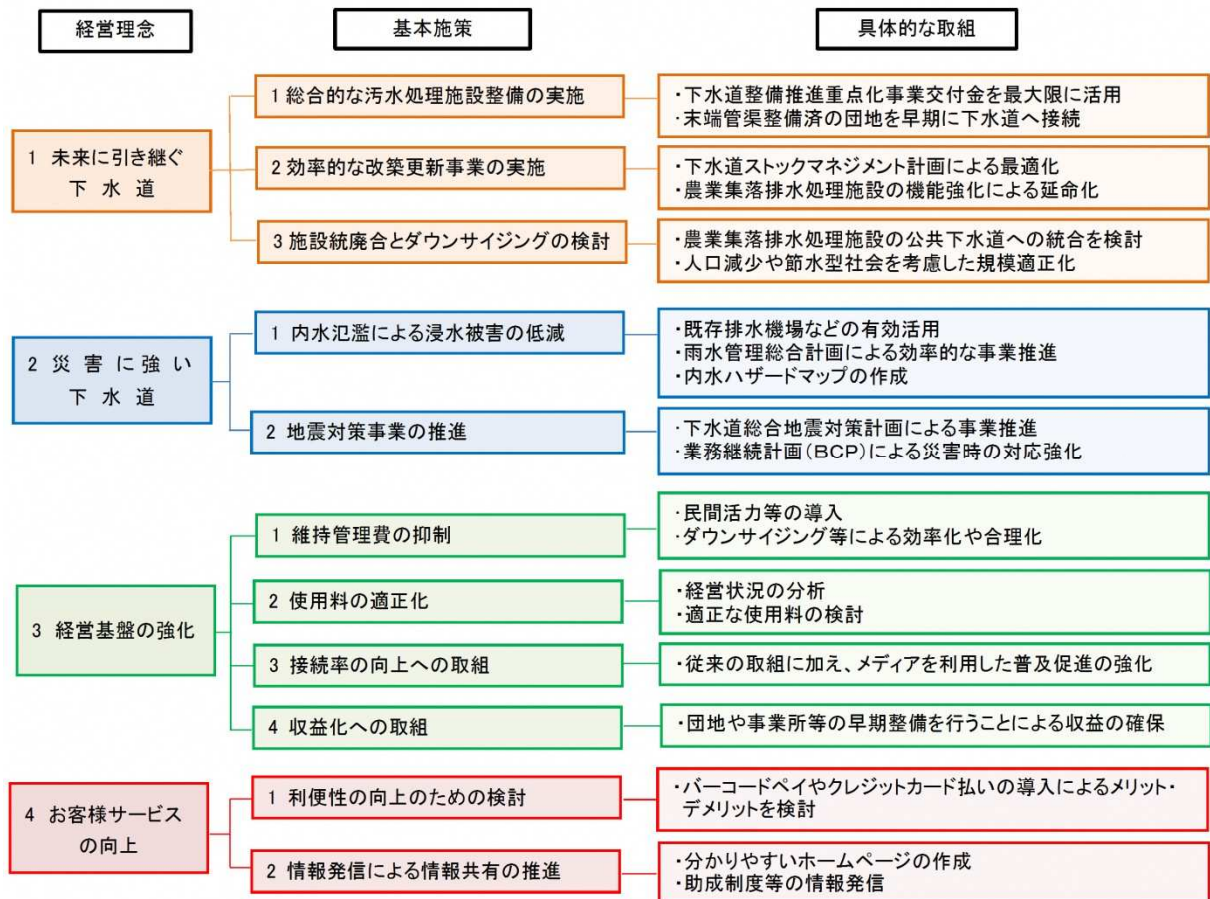 経営理念
基本施策
具体的な取組
1 未来に引き継ぐ
下 水 道
1 総合的な汚水処理施設整備の実施
・下水道整備推進重点化事業交付金を最大限に活用
・末端管渠整備済の団地を早期に下水道へ接続
2 効率的な改築更新事業の実施
・下水道ストックマネジメント計画による最適化
・農業集落排水処理施設の機能強化による延命化
3 施設統廃合とダウンサイジングの検討
・農業集落排水処理施設の公共下水道への統合を検討
・人口減少や節水型社会を考慮した規模適正化
2 災 害 に 強 い
下 水 道
1 内水氾濫による浸水被害の低減
・既存排水機場などの有効活用
・雨水管理総合計画による効率的な事業推進
・内水ハザードマップの作成
2 地震対策事業の推進
・下水道総合地震対策計画による事業推進
・業務継続計画(BCP)による災害時の対応強化
3 経営基盤の強化
1 維持管理費の抑制
・民間活力等の導入
・ダウンサイジング等による効率化や合理化
2 使用料の適正化
・経営状況の分析
・適正な使用料の検討
3 接続率の向上への取組
・従来の取組に加え、メディアを利用した普及促進の強化
4 収益化への取組
・団地や事業所等の早期整備を行うことによる収益の確保
4 お客様サービス
の向上
1 利便性の向上のための検討
・バーコードペイやクレジットカード払いの導入によるメリット・
デメリットを検討
2 情報発信による情報共有の推進
・分かりやすいホームページの作成
・助成制度等の情報発信